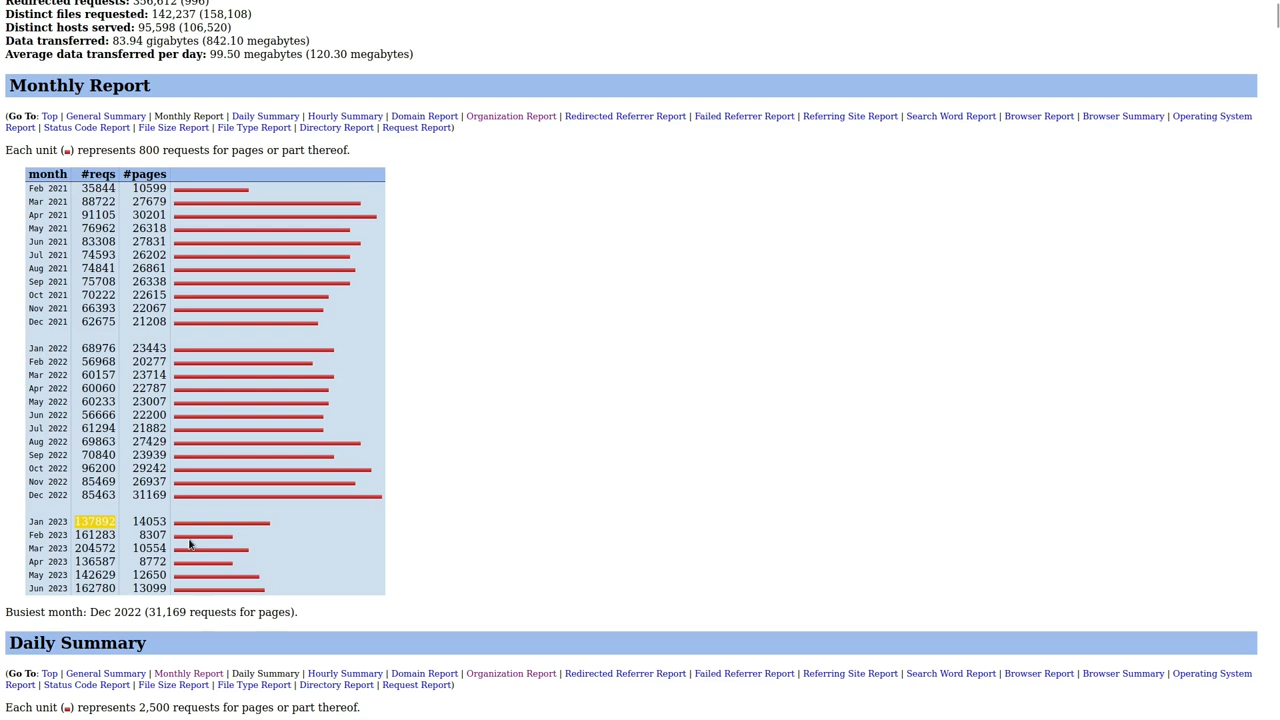 Redirected requests: 356,612 (996)
Distinct files requested: 142,237 (158,108)
Distinct hosts served: 95,598 (106,520)
Data transferred: 83.94 gigabytes (842.10 megabytes)
Average data transferred per day: 99.50 megabytes (120.30 megabytes)
Monthly Report
(Go To: Top | General Summary | Monthly Report | Daily Summary | Hourly Summary | Domain Report | Organization Report | Redirected Referrer Report | Failed Referrer Report | Referring Site Report | Search Word Report | Browser Report | Browser Summary | Operating System
Report | Status Code Report | File Size Report | File Type Report | Directory Report | Request Report)
Each unit ( ) represents 800 requests for pages or part thereof.
month #reqs #pages
Feb 2021 35844 10599
Mar 2021 88722 27679
Apr 2021 91105 30201
May 2021 76962 26318
Jun 2021 83308 27831
Jul 2021 74593 26202
Aug 2021 74841 26861
Sep 2021 75708 26338
Oct 2021 70222 22615
Nov 2021 66393 22067
Dec 2021 62675 21208
Jan 2022 68976 23443
Feb 2022 56968 20277
Mar 2022 60157 23714
Apr 2022 60060 22787
May 2022 60233 23007
Jun 2022 56666 22200
Jul 2022 61294 21882
Aug 2022 69863 27429
Sep 2022 70840 23939
Oct 2022 96200 29242
Nov 2022 85469 26937
Dec 2022 85463 31169
Jan 2023 137892 14053
Feb 2023 161283 8307
Mar 2023 204572 10554
Apr 2023 136587 8772
May 2023 142629 12650
Jun 2023 162780 13099
Busiest month: Dec 2022 (31,169 requests for pages).
Daily Summary
(Go To: Top | General Summary | Monthly Report | Daily Summary | Hourly Summary | Domain Report | Organization Report | Redirected Referrer Report | Failed Referrer Report | Referring Site Report | Search Word Report | Browser Report | Browser Summary | Operating System
Report | Status Code Report | File Size Report | File Type Report | Directory Report | Request Report)
Each unit ( ) represents 2,500 requests for pages or part thereof.